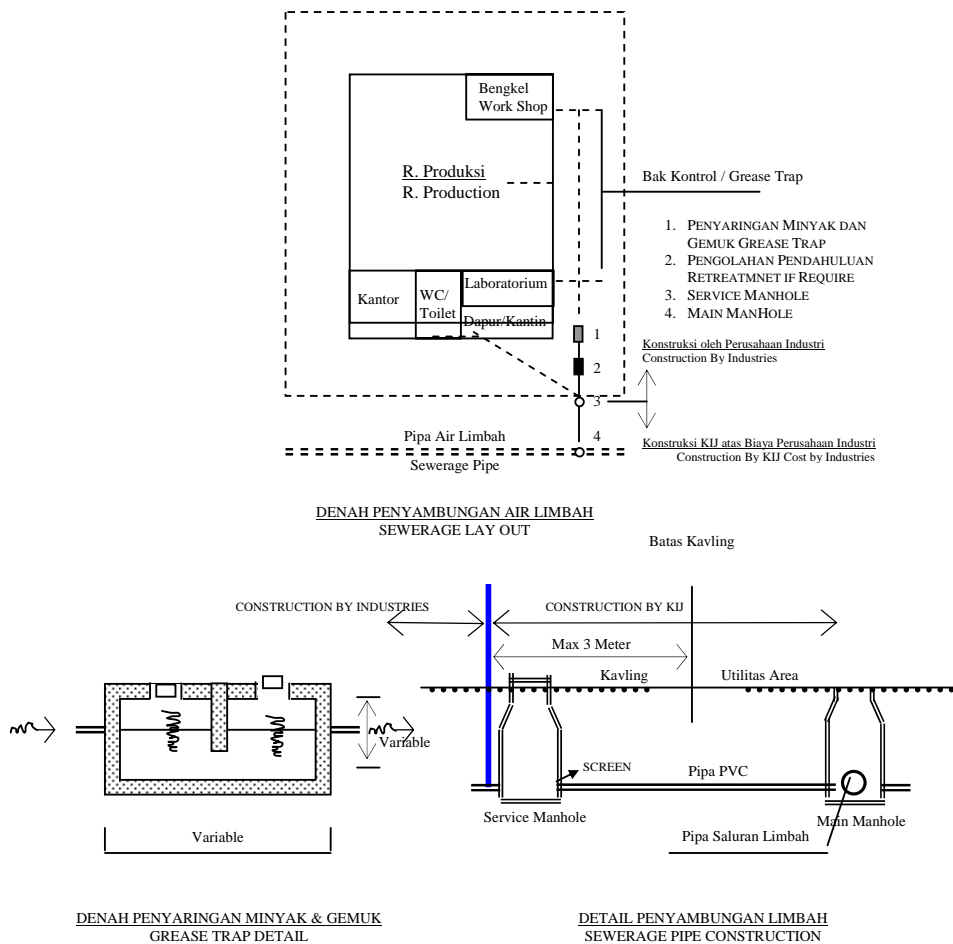 Bengkel
Work Shop
R. Produksi
R. Production
Bak Kontrol / Grease Trap
1. PENYARINGAN MINYAK DAN
GEMUK GREASE TRAP
2. PENGOLAHAN PENDAHULUAN
RETREATMNET IF REQUIRE
3. SERVICE MANHOLE
4. MAIN MANHOLE
Kantor
WC/
Toilet
Laboratorium
Dapur/Kantin
1
2
3
4
Konstruksi oleh Perusahaan Industri
Construction By Industries
Konstruksi KIJ atas Biaya Perusahaan Industri
Construction By KIJ Cost by Industries
Pipa Air Limbah
Sewerage Pipe
DENAH PENYAMBUNGAN AIR LIMBAH
SEWERAGE LAY OUT
Batas Kavling
CONSTRUCTION BY INDUSTRIES
CONSTRUCTION BY KIJ
Max 3 Meter
Kavling
Utilitas Area
Variable
SCREEN
Pipa PVC
Service Manhole
Main Manhole
Pipa Saluran Limbah
Variable
DENAH PENYARINGAN MINYAK & GEMUK
GREASE TRAP DETAIL
DETAIL PENYAMBUNGAN LIMBAH
SEWERAGE PIPE CONSTRUCTION